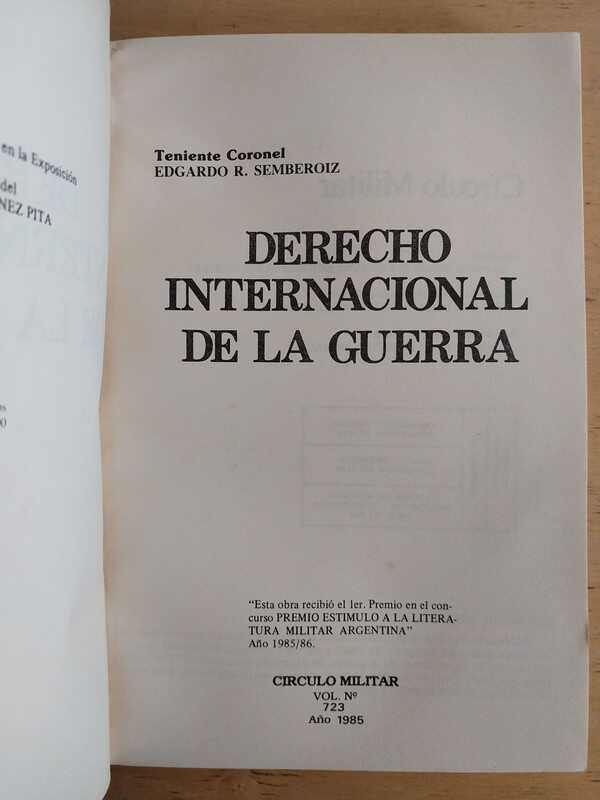 en la Exposición
del
NEZ PITA
Teniente Coronel
EDGARDO R. SEMBEROIZ
DERECHO
INTERNACIONAL
DE LA GUERRA
"Esta obra recibió el 1er. Premio en el con-
curso PREMIO ESTIMULO A LA LITERA-
TURA MILITAR ARGENTINA"
Año 1985/86.
CIRCULO MILITAR
VOL. Nº
723
Año 1985